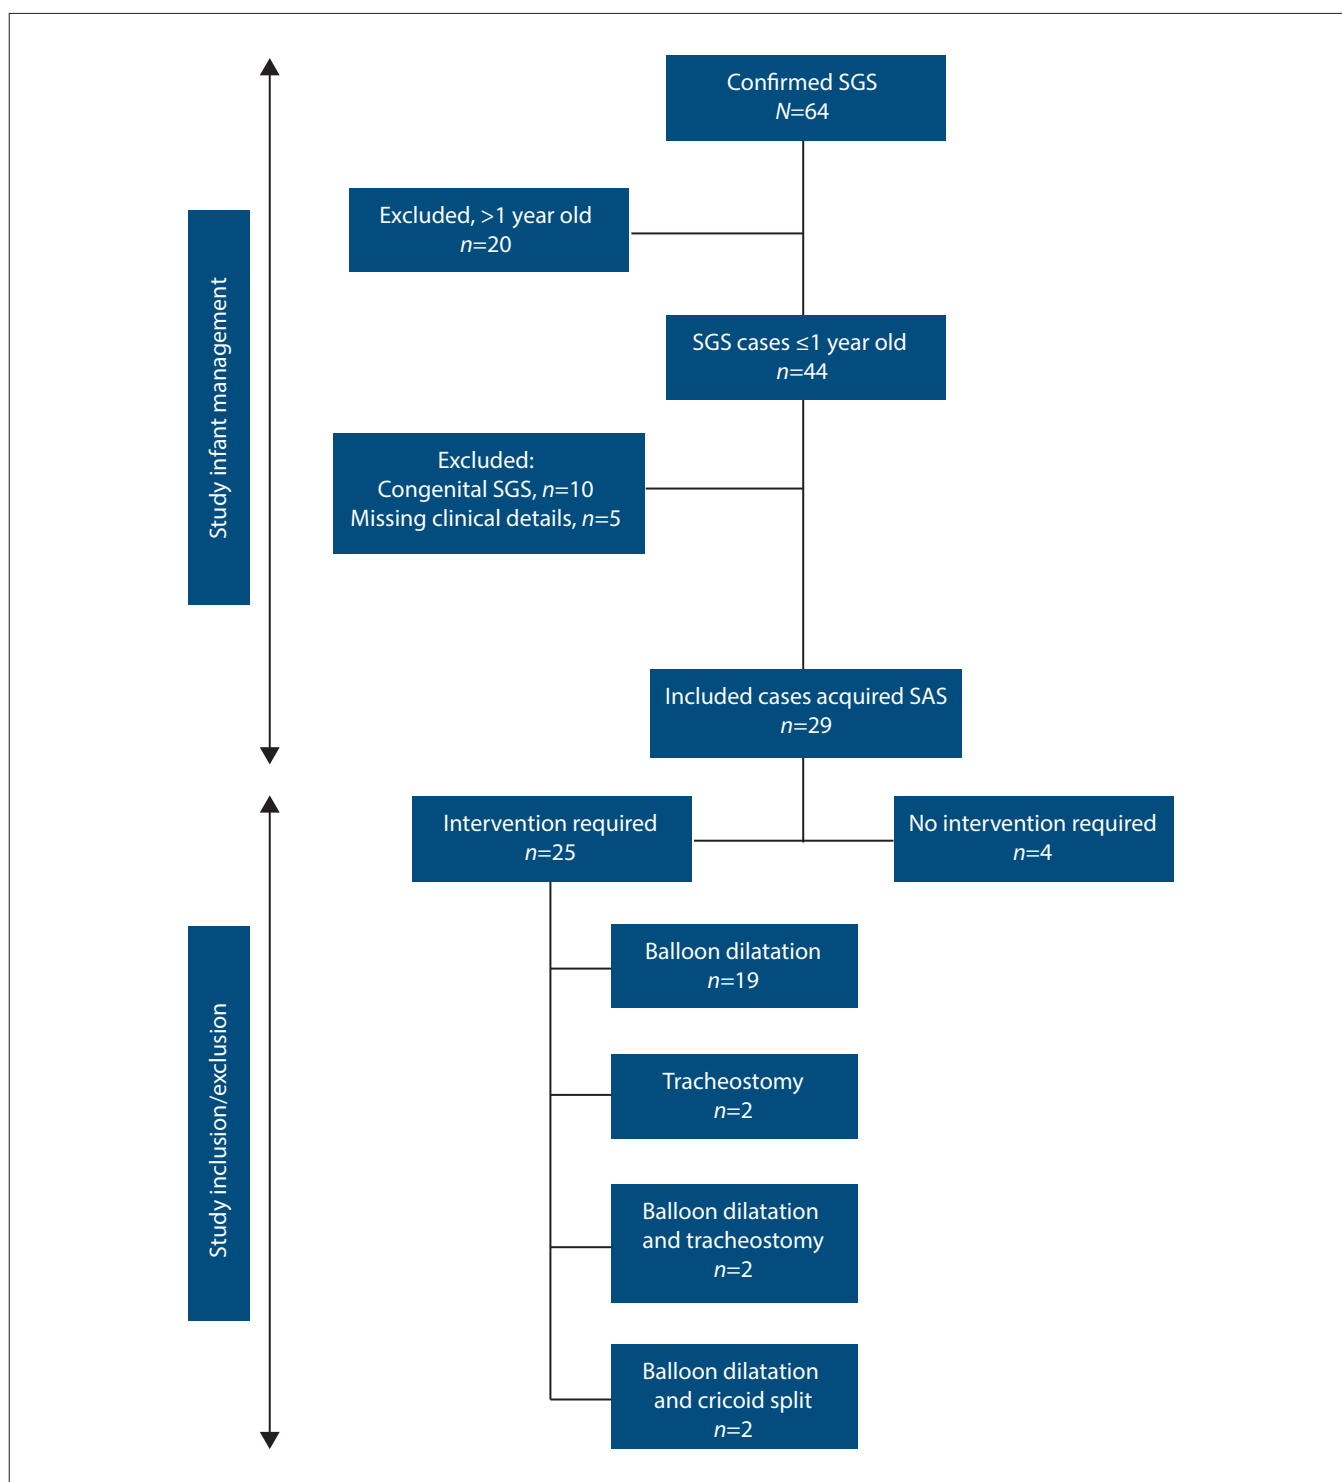 Confirmed SGS
N=64
Excluded, >1 year old
n=20
SGS cases ≤1 year old
n=44
Excluded:
Congenital SGS, n=10
Missing clinical details, n=5
Study infant management
Included cases acquired SAS
n=29
Intervention required
n=25
No intervention required
n=4
Balloon dilatation
n=19
Tracheostomy
n=2
Balloon dilatation
and tracheostomy
n=2
Balloon dilatation
and cricoid split
n=2
Study inclusion/exclusion